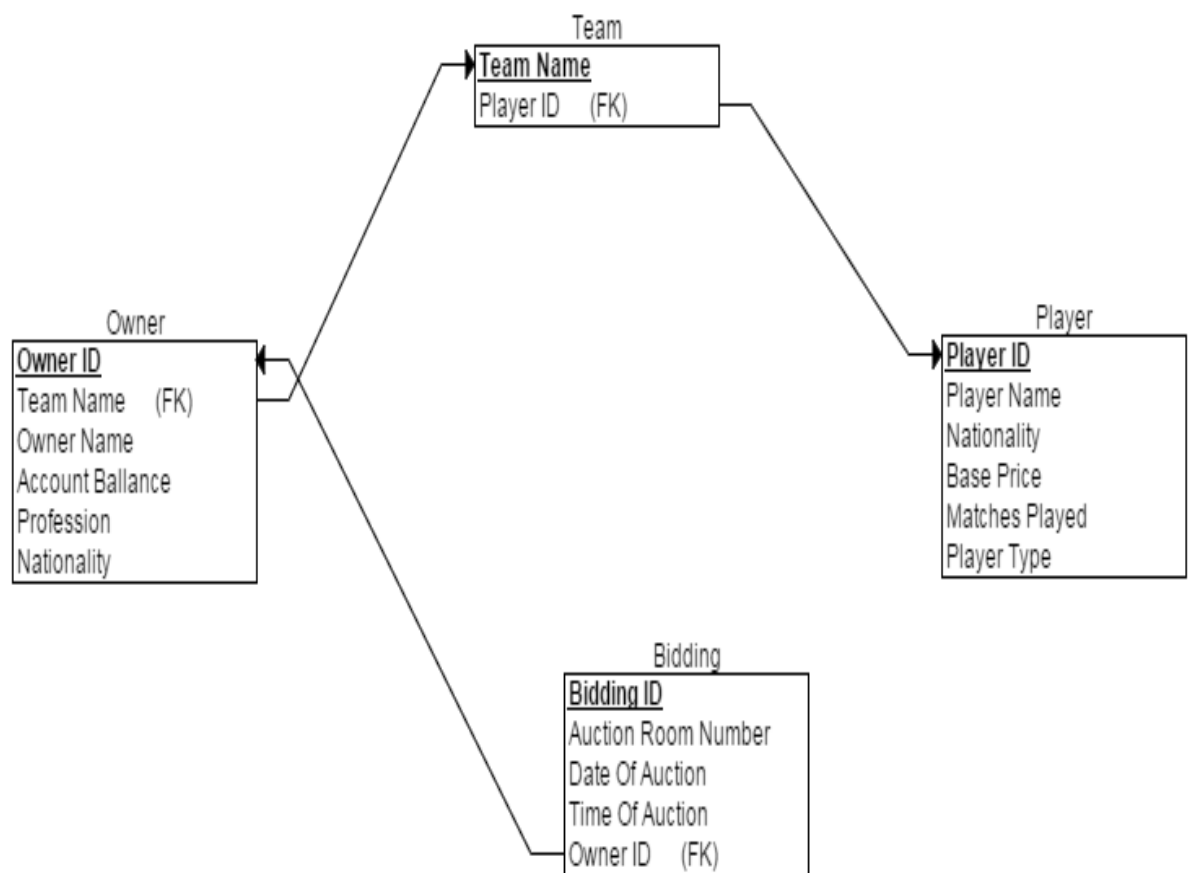 Team
Team Name
Player ID (FK)
Owner
Owner ID
Team Name (FK)
Owner Name
Account Ballance
Profession
Nationality
Player
Player ID
Player Name
Nationality
Base Price
Matches Played
Player Type
Bidding
Bidding ID
Auction Room Number
Date Of Auction
Time Of Auction
Owner ID (FK)